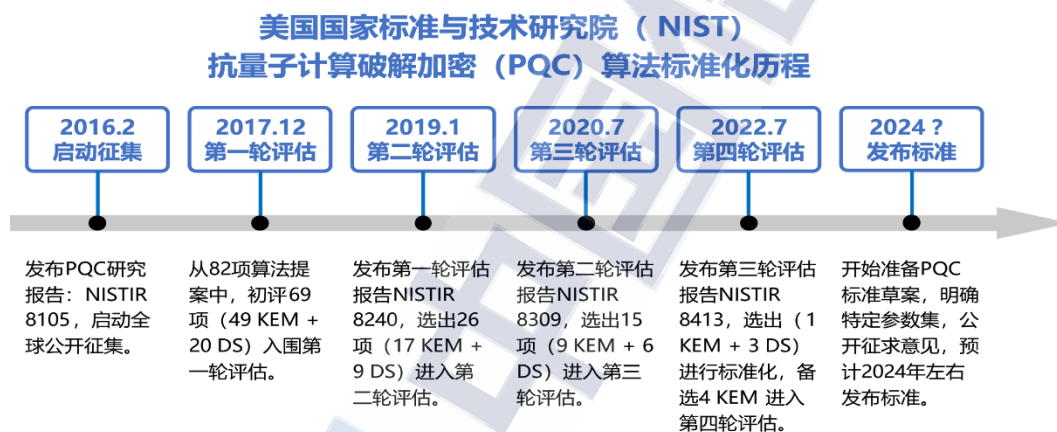 美国国家标准与技术研究院（ NIST）
抗量子计算破解加密（PQC）算法标准化历程
2016.2
启动征集
2017.12
第一轮评估
2019.1
第二轮评估
2020.7
第三轮评估
2022.7
第四轮评估
2024？
发布标准
发布PQC研究
报告：NISTIR
8105，启动全
球公开征集。
从82项算法提
案中，初评69
项（49 KEM +
20 DS）入围第
一轮评估。
发布第一轮评估
报告NISTIR
8240，选出26
项（17 KEM +
9 DS）进入第
二轮评估。
发布第二轮评估
报告NISTIR
8309，选出15
项（9 KEM + 6
DS）进入第三
轮评估。
发布第三轮评估
报告NISTIR
8413，选出（1
KEM + 3 DS）
进行标准化，备
选4 KEM 进入
第四轮评估。
开始准备PQC
标准草案，明确
特定参数集，公
开征求意见，预
计2024年左右
发布标准。